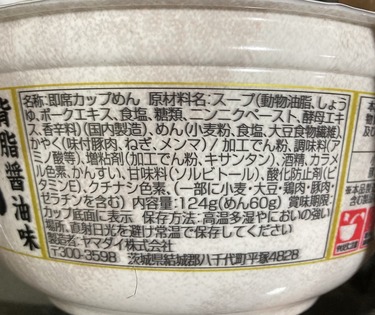 名称:即席カップめん 原材料名:スープ(動物油脂、しょう
ゆ、ポークエキス、食塩、糖類、ニンニクペースト、酵母エキ
ス、香辛料)(国内製造)、めん(小麦粉、食塩、大豆食物繊維)、
かやく(味付豚肉、ねぎ、メンマ)/加工でん粉、調味料(ア
ミノ酸等)、増粘剤(加工でん粉、キサンタン)、酒精、カラメ
ル色素、かんすい、甘味料(ソルビトール)、酸化防止剤(ビ
タミンE)、クチナシ色素、(一部に小麦・大豆・鶏肉・豚肉・
ゼラチンを含む) 内容量:124g(めん60g) 賞味期限:
カップ底面に表示 保存方法:高温多湿やにおいの強い
場所、直射日光を避けて常温で保存してください
製造者:ヤマダイ株式会社
〒300-3598 茨城県結城郡八千代町平塚4828
背脂醤油味